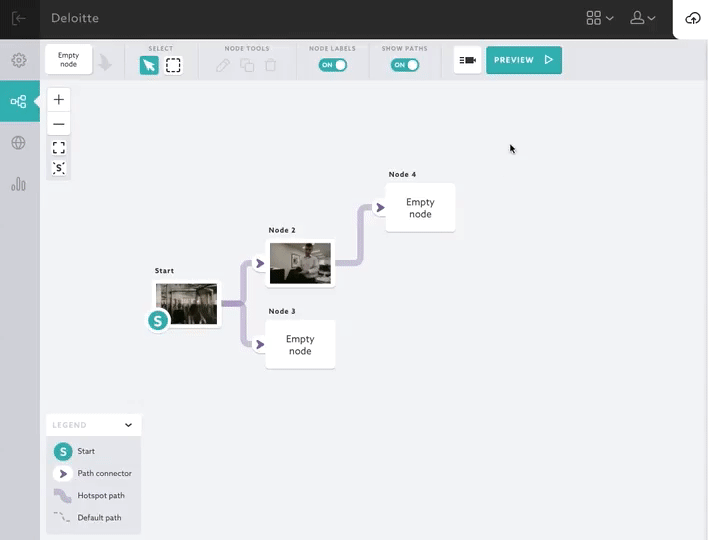 Deloitte
Empty
node
SELECT
NODE TOOLS
NODE LABELS
ON
SHOW PATHS
ON
PREVIEW
S
Node 4
Empty
node
Node 2
Start
S
Node 3
Empty
node
LEGEND
S Start
Path connector
Hotspot path
Default path